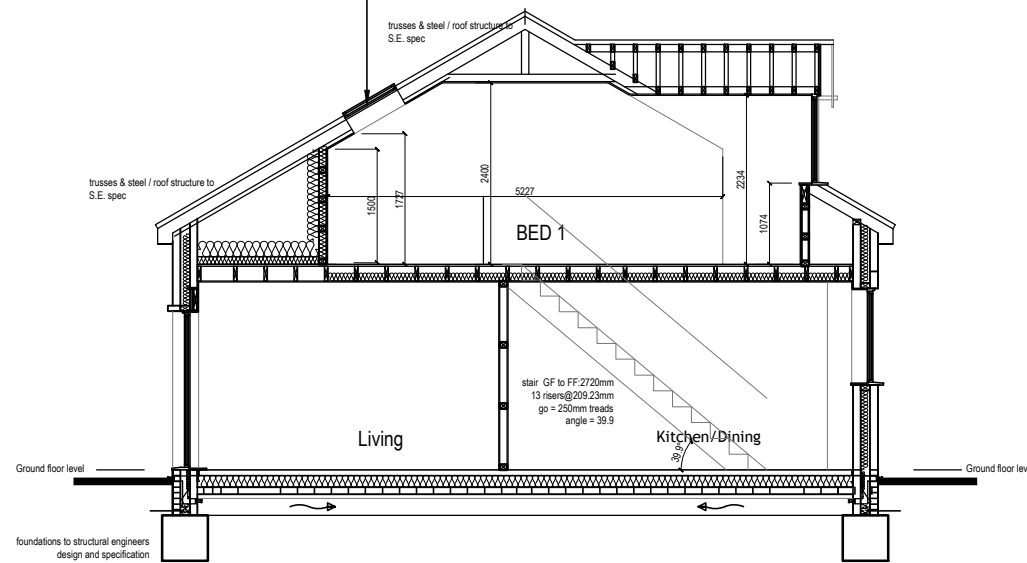 trusses & steel / roof structure to
S.E. spec
trusses & steel / roof structure to
S.E. spec
1500
1727
2400
5227
2234
1074
BED 1
stair GF to FF:2720mm
13 risers@209.23mm
go = 250mm treads
angle = 39.9
Living
Kitchen/Dining
39.9°
Ground floor level
Ground floor lev
foundations to structural engineers
design and specification